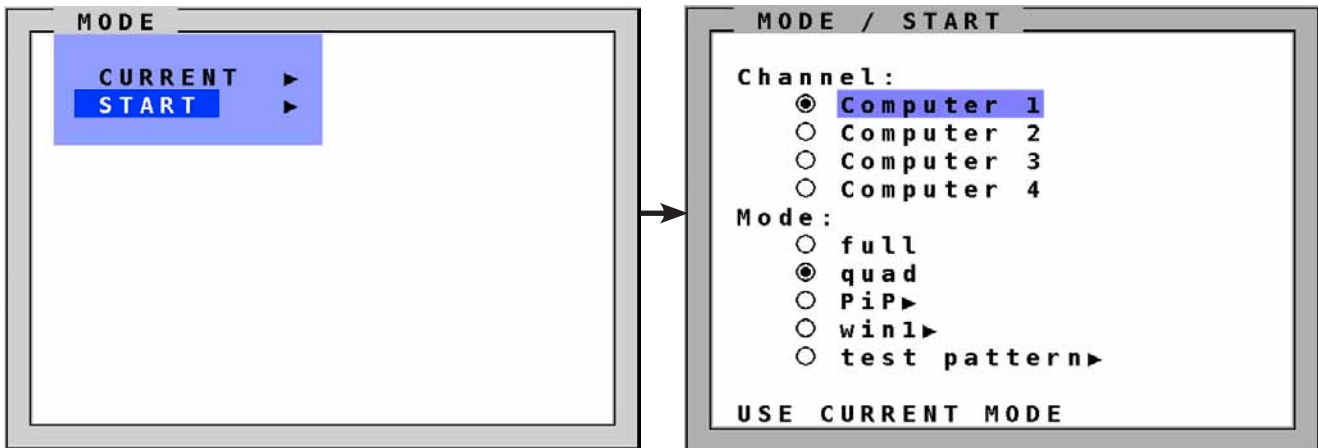 MODE
CURRENT ▶
START ▶
MODE / START
Channel:
Computer 1
Computer 2
Computer 3
Computer 4
Mode:
full
quad
PiP▶
win1▶
test pattern▶
USE CURRENT MODE